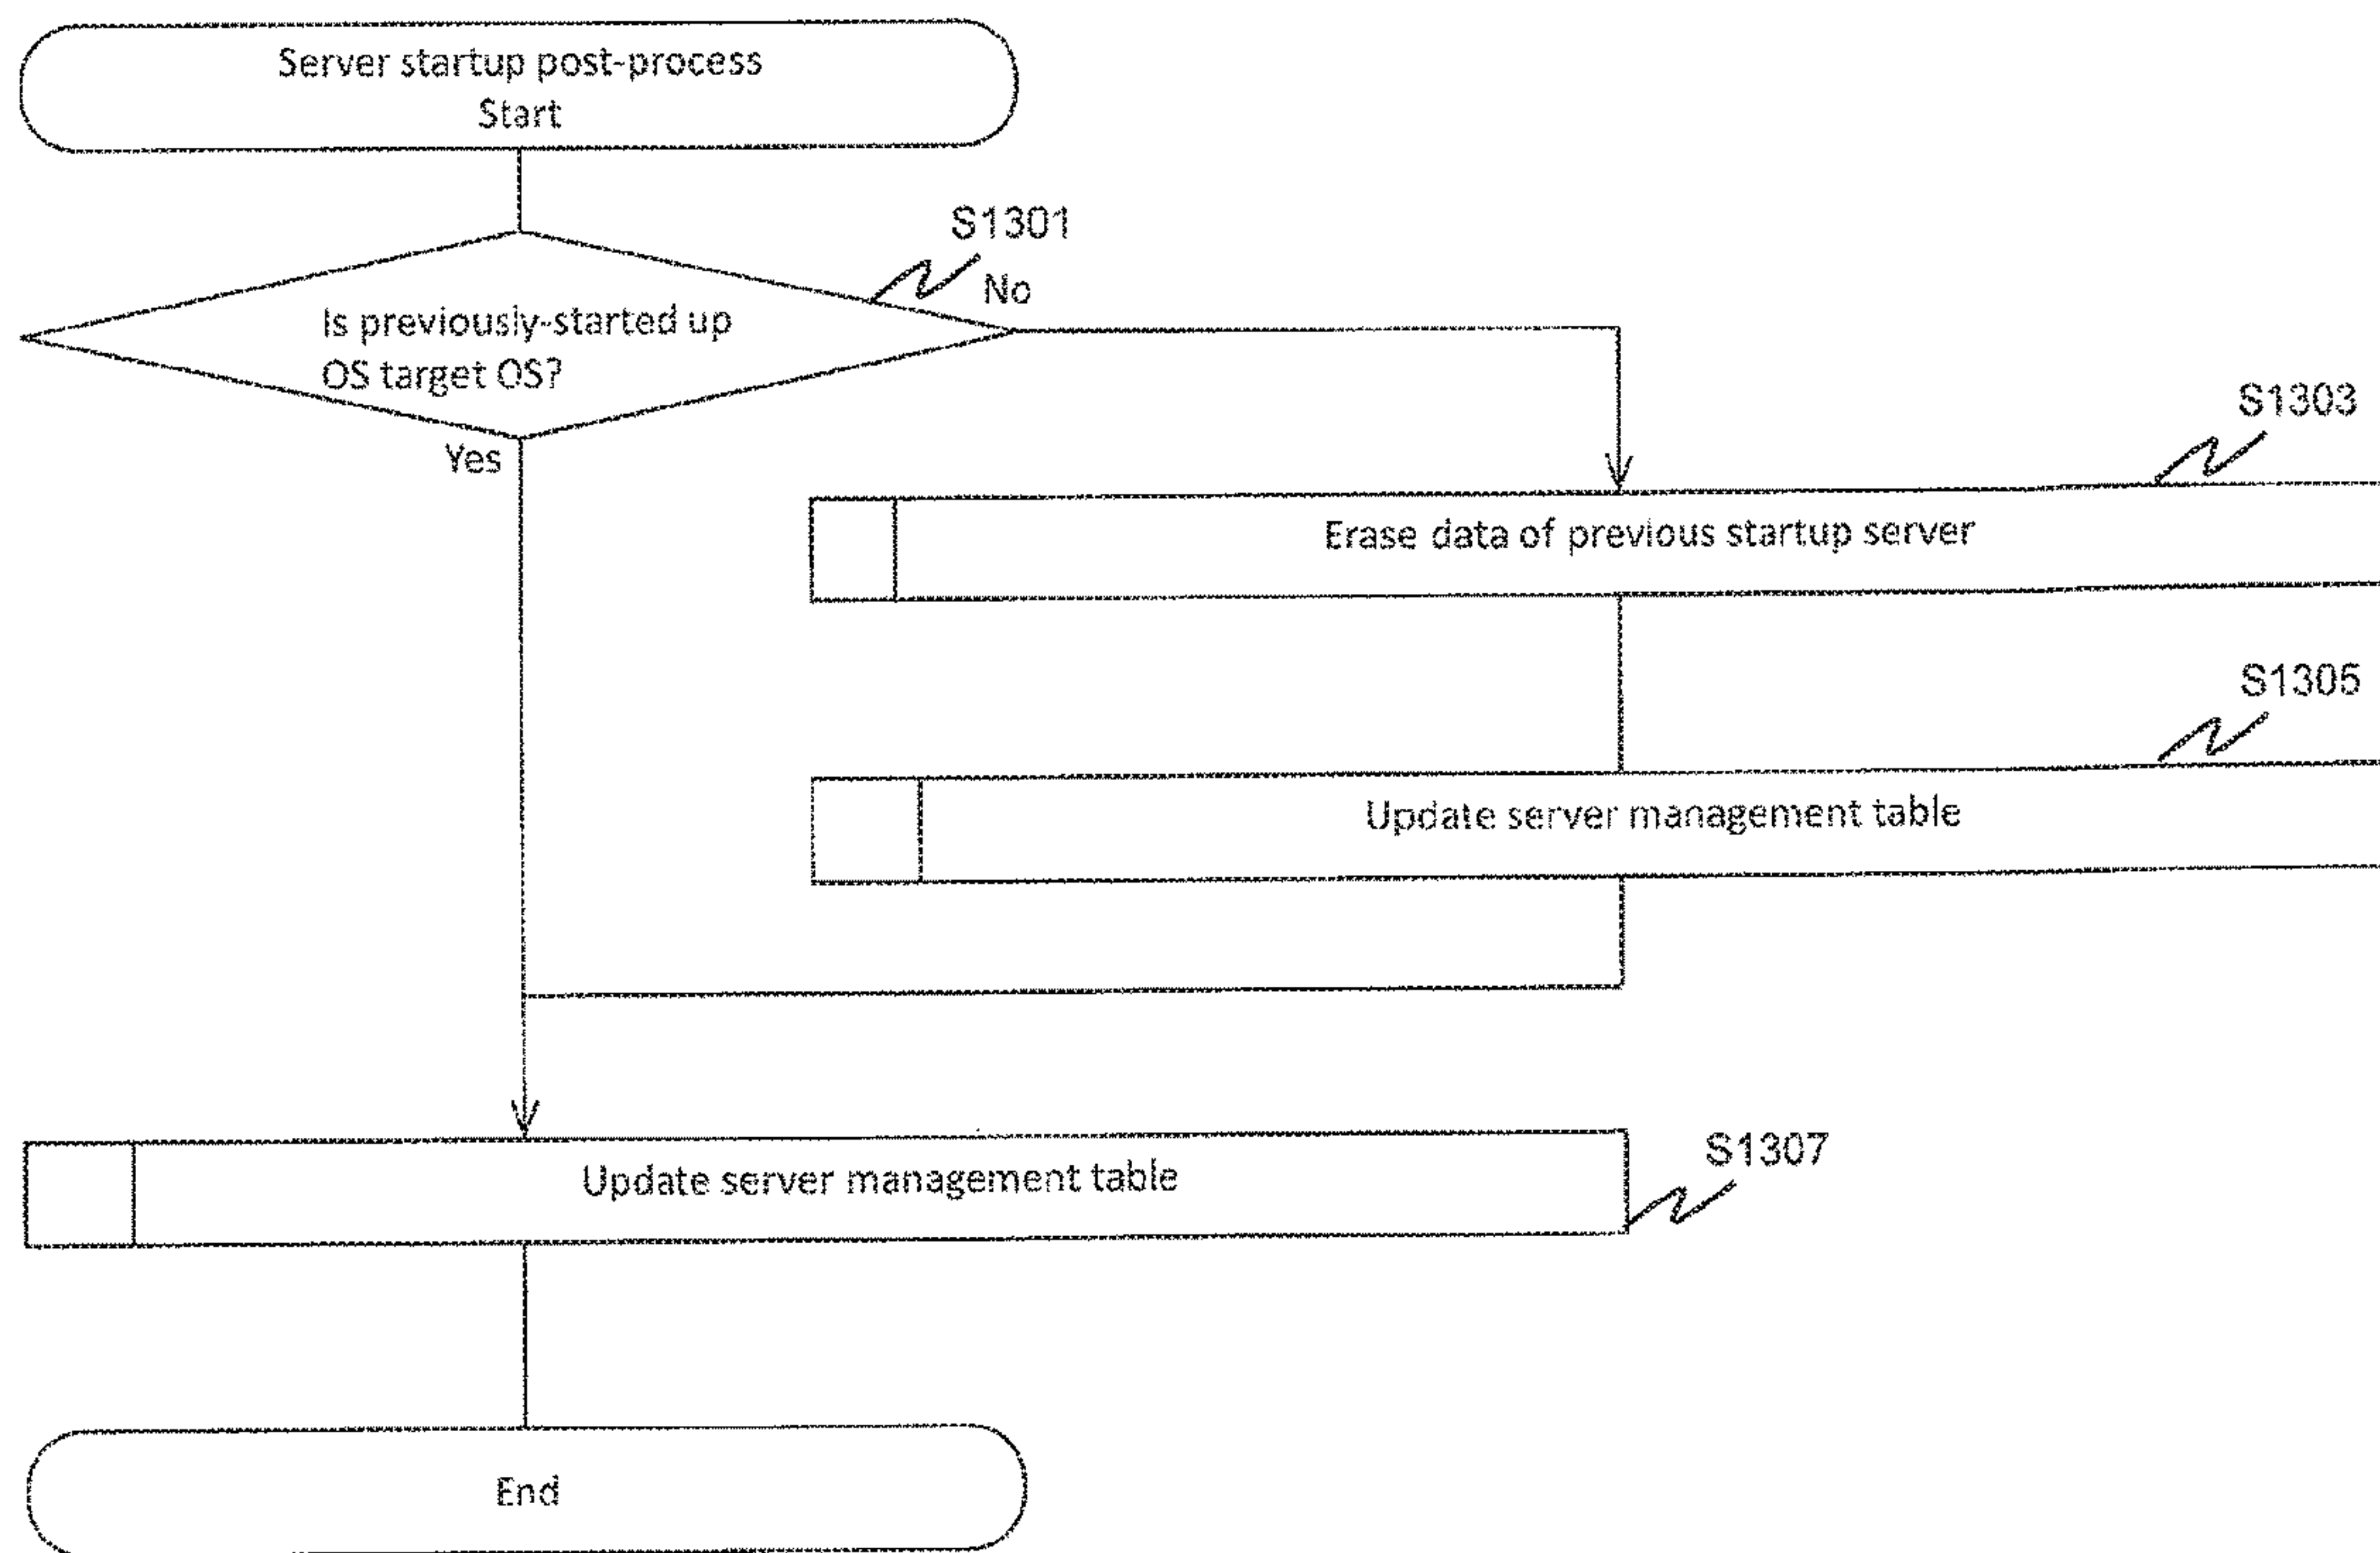 Server startup post-process
Start
S1301
No
Is previously-started up
OS target OS?
Yes
S1303
Erase data of previous startup server
S1305
Update server management table
Update server management table
S1307
End